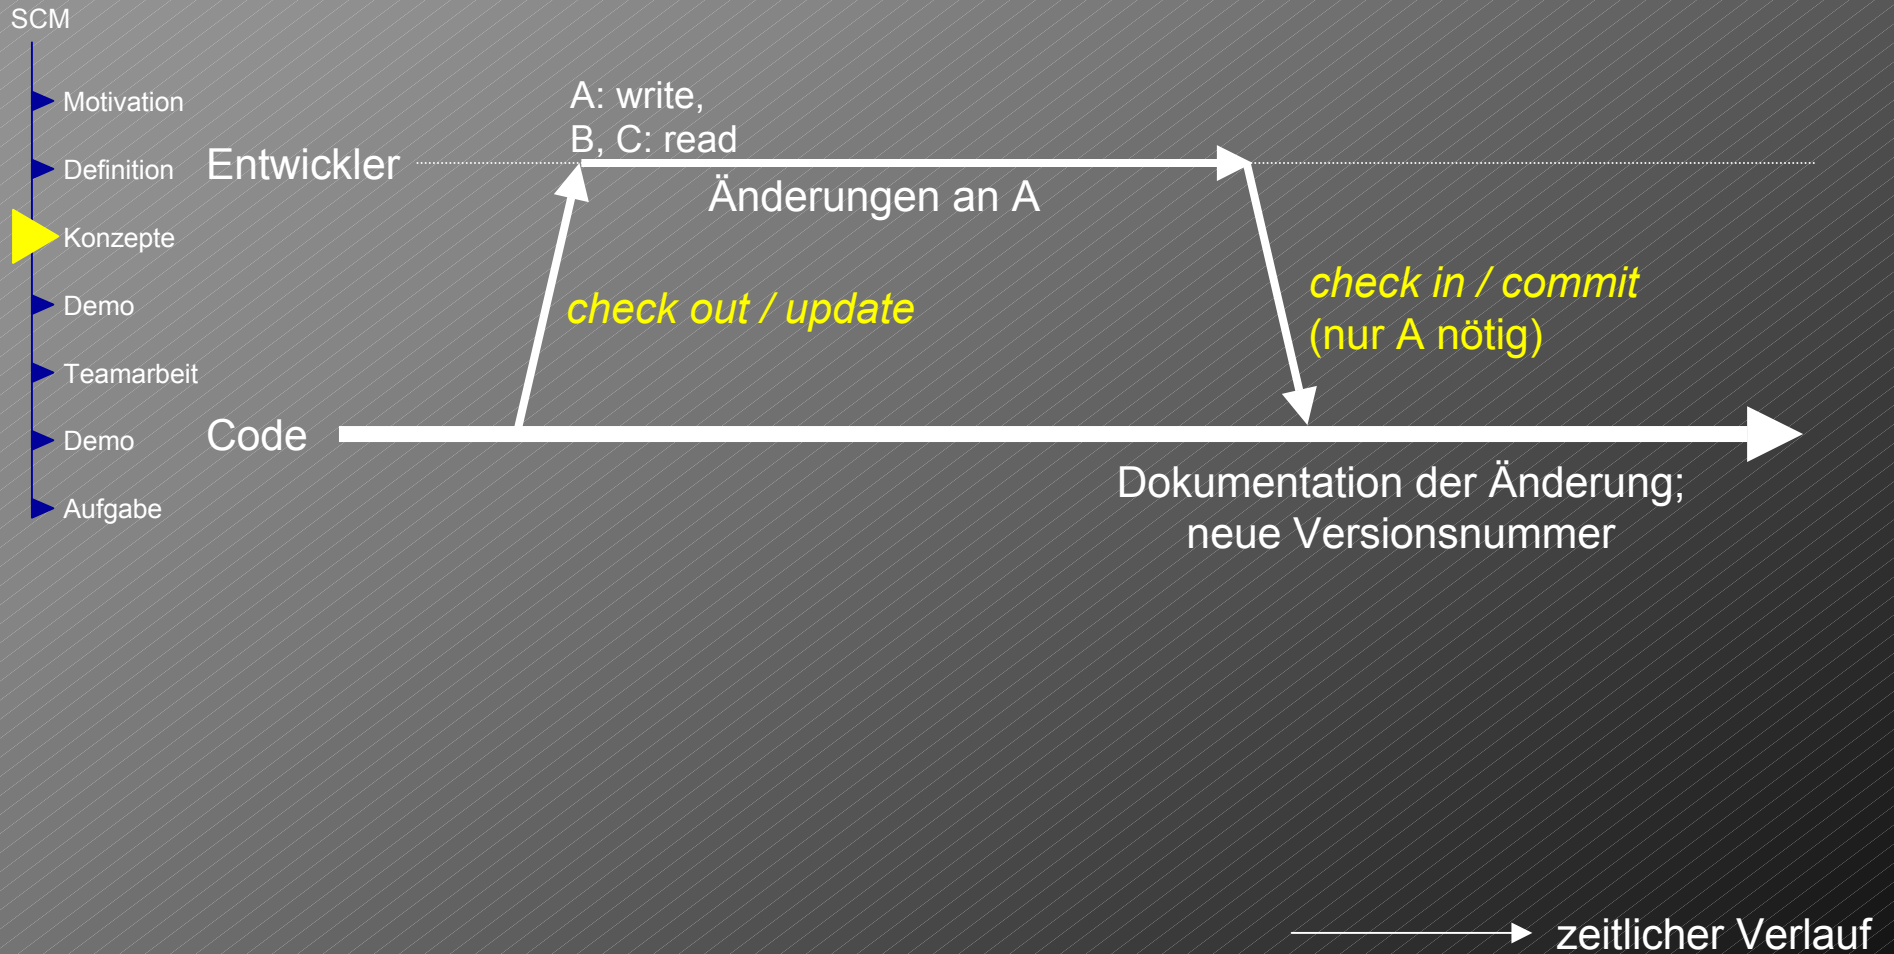 SCM
Motivation
Definition
Konzepte
Demo
Teamarbeit
Demo
Aufgabe
A: write,
B, C: read
Entwickler
Änderungen an A
check out / update
check in / commit
(nur A nötig)
Code
Dokumentation der Änderung;
neue Versionsnummer
zeitlicher Verlauf